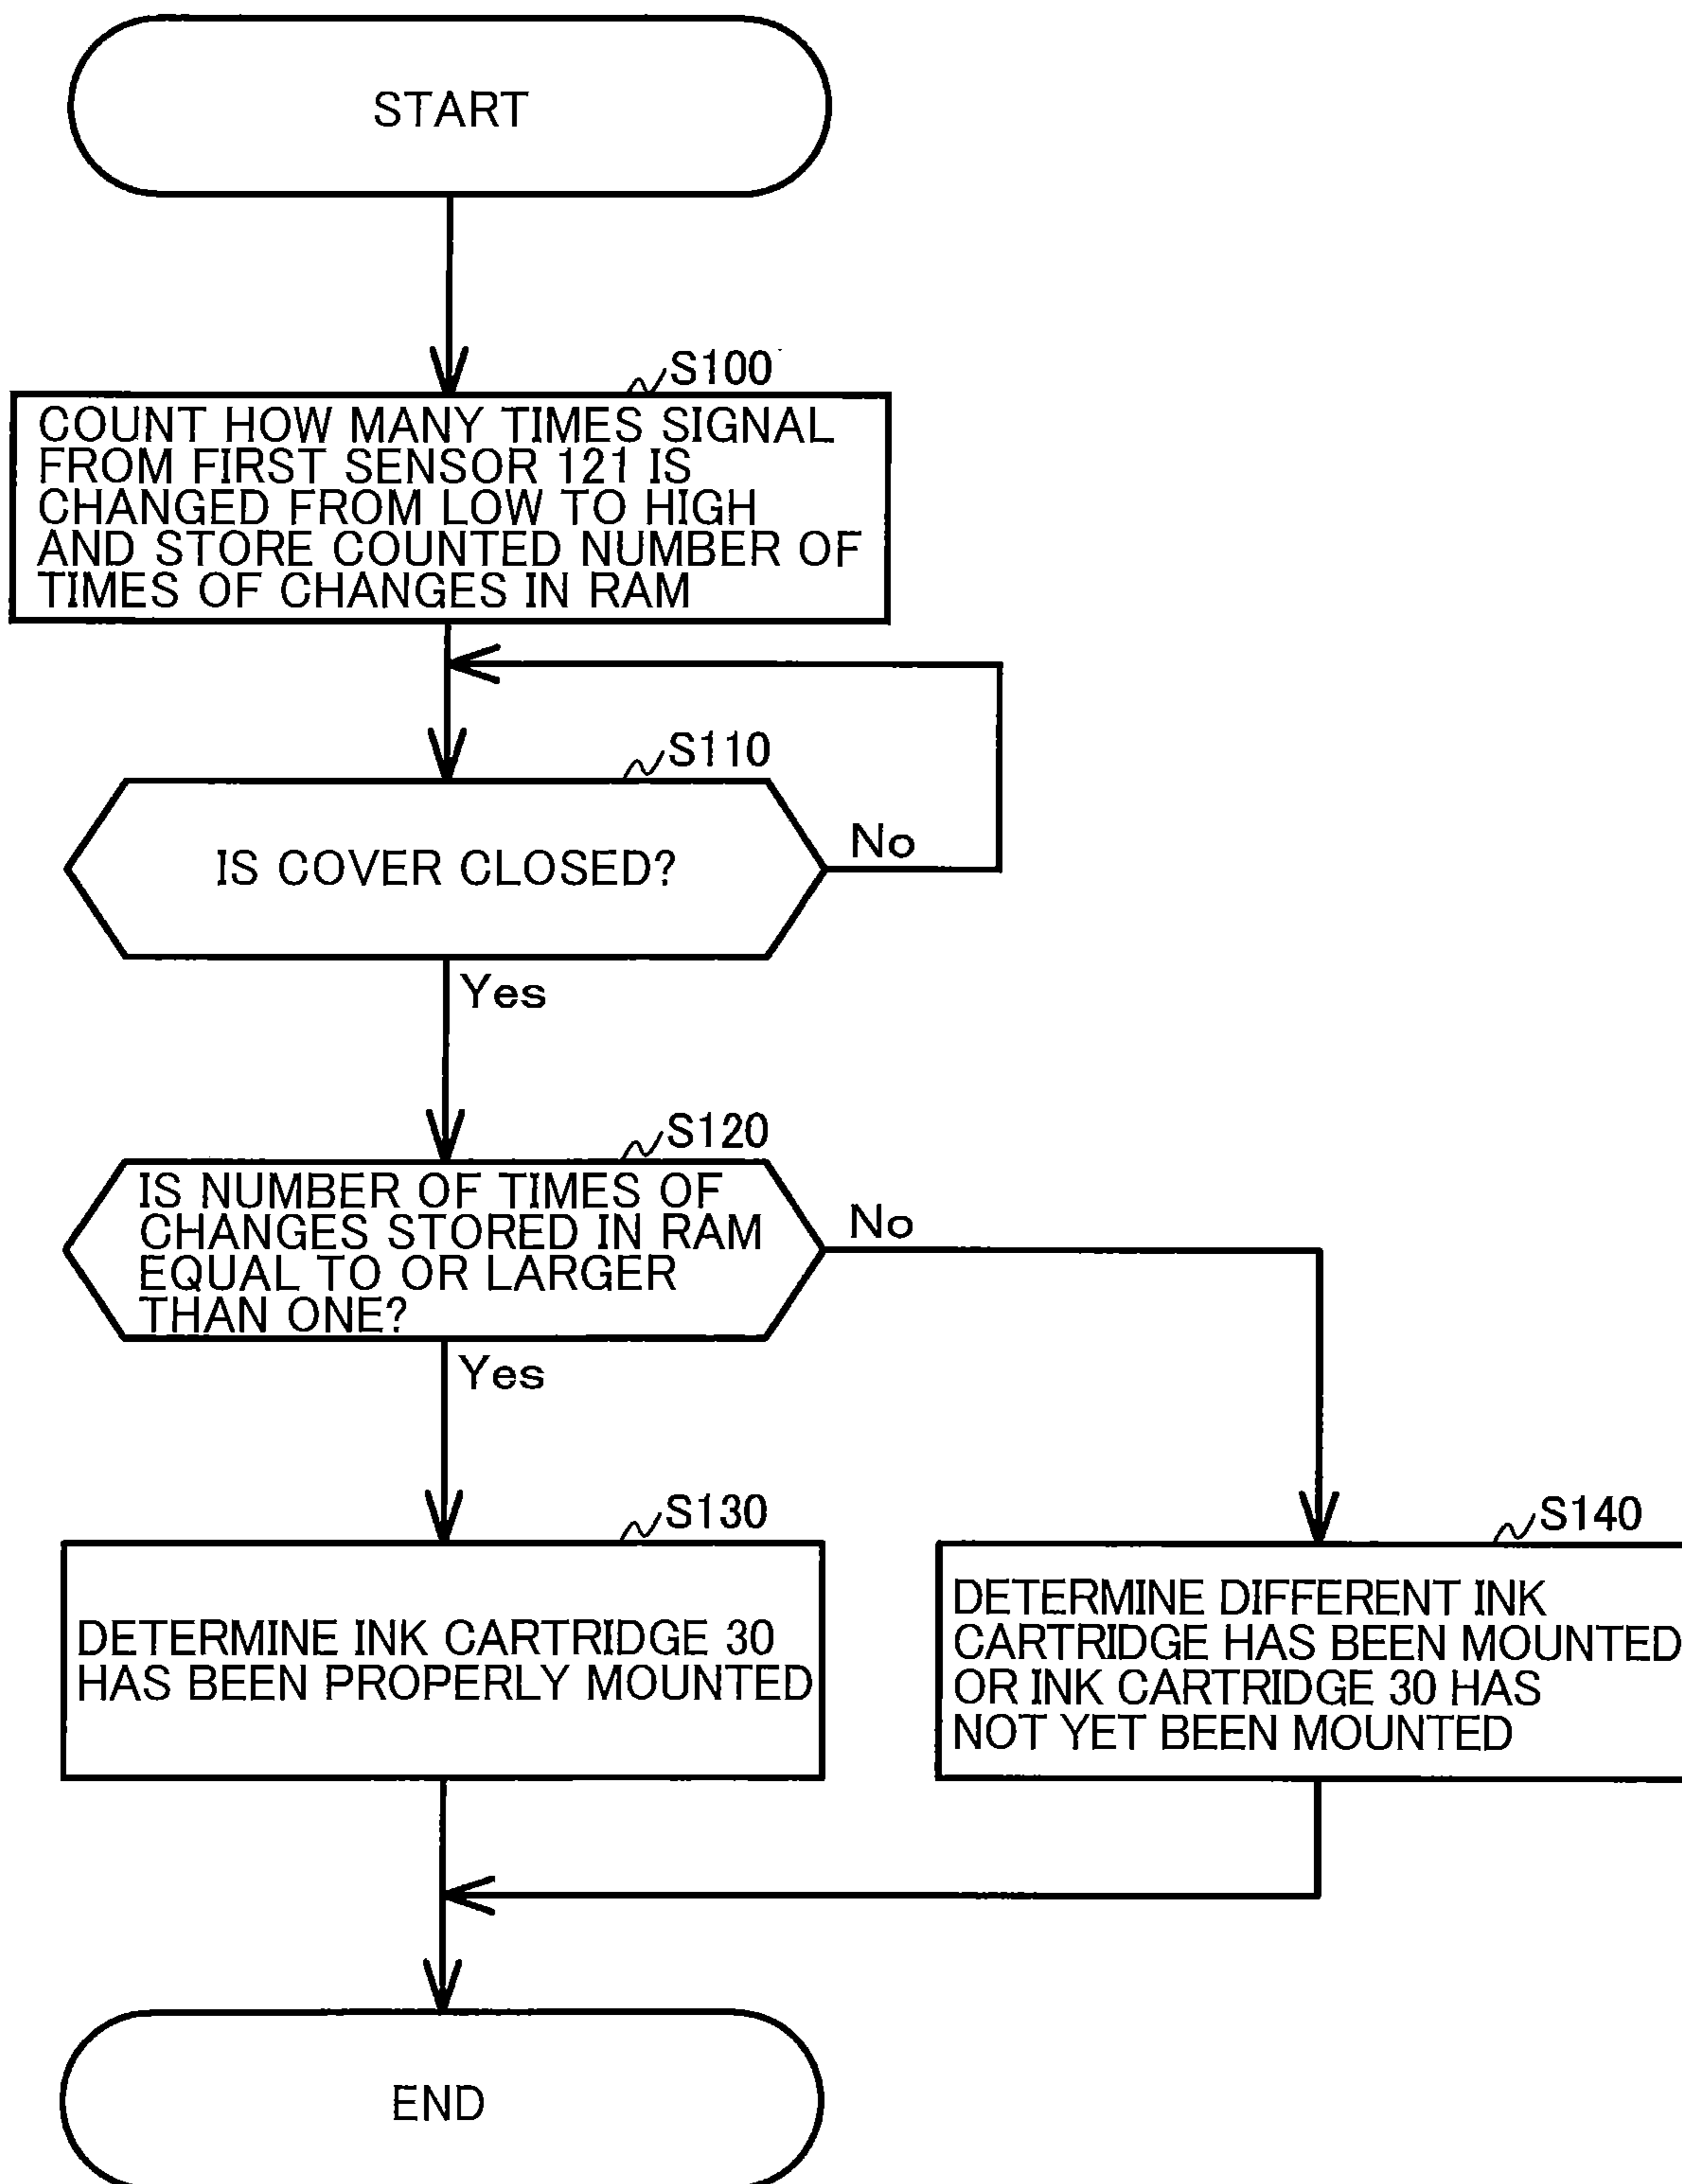 START
S100
COUNT HOW MANY TIMES SIGNAL
FROM FIRST SENSOR 121 IS
CHANGED FROM LOW TO HIGH
AND STORE COUNTED NUMBER OF
TIMES OF CHANGES IN RAM
S110
IS COVER CLOSED?
No
Yes
S120
IS NUMBER OF TIMES OF
CHANGES STORED IN RAM
EQUAL TO OR LARGER
THAN ONE?
No
Yes
S130
DETERMINE INK CARTRIDGE 30
HAS BEEN PROPERLY MOUNTED
S140
DETERMINE DIFFERENT INK
CARTRIDGE HAS BEEN MOUNTED
OR INK CARTRIDGE 30 HAS
NOT YET BEEN MOUNTED
END